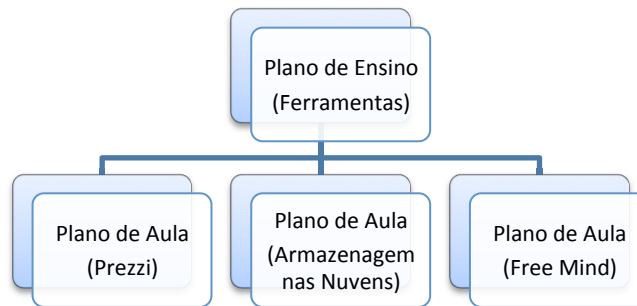 Plano de Ensino
(Ferramentas)
Plano de Aula
(Prezzi)
Plano de Aula
(Armazenagem
nas Nuvens)
Plano de Aula
(Free Mind)